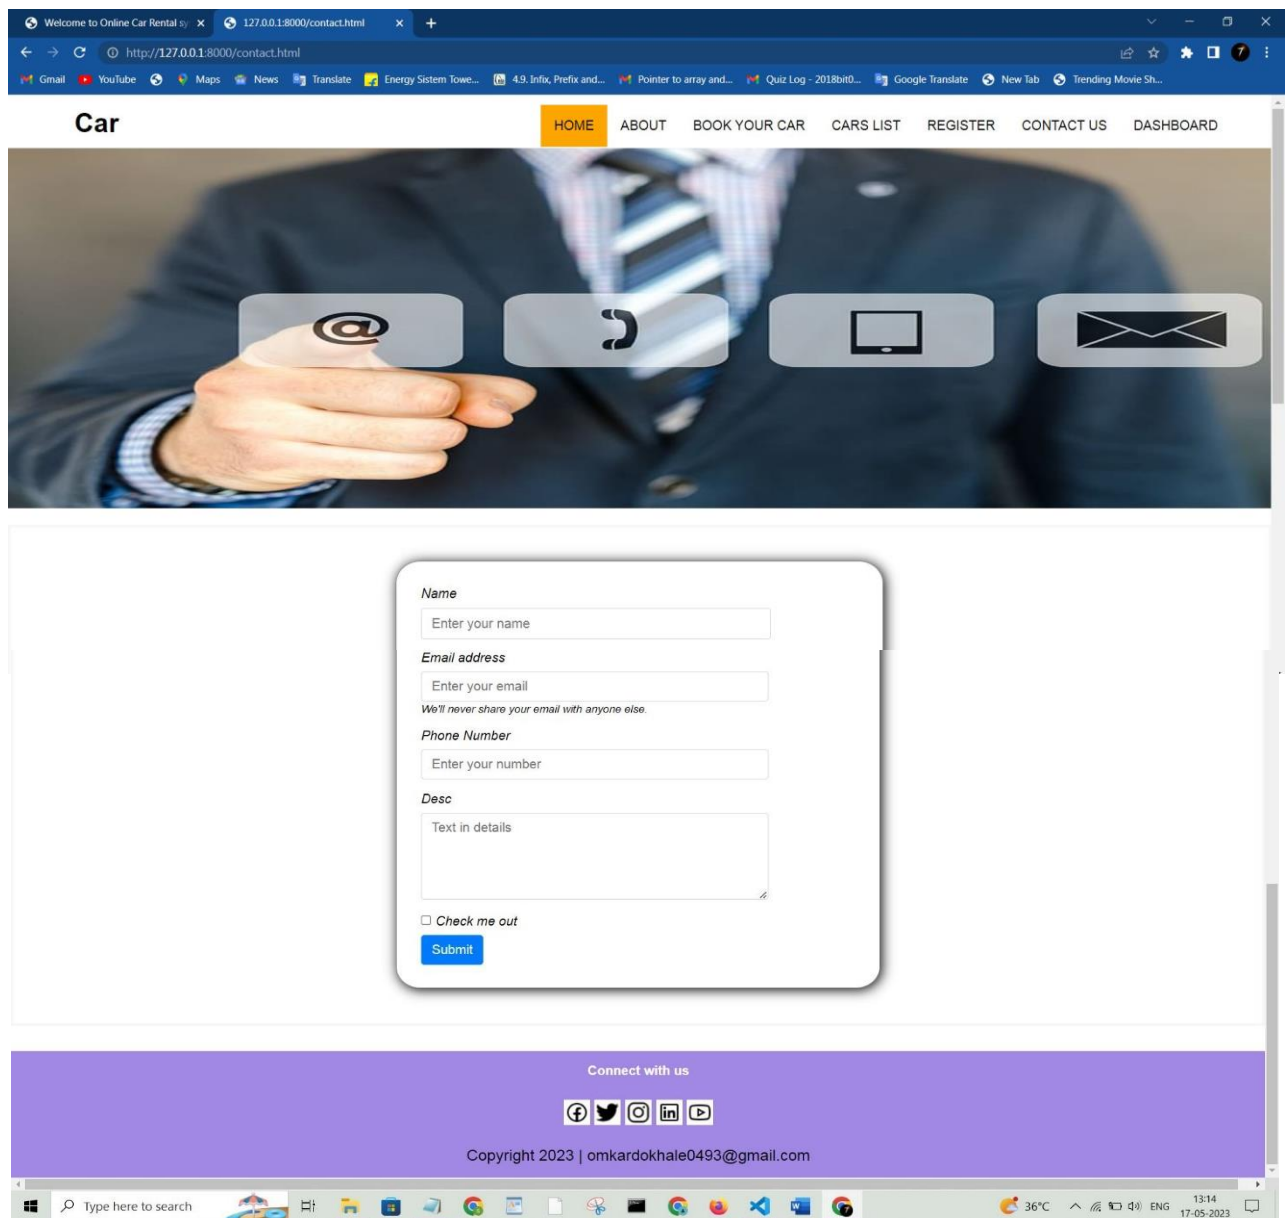 Welcome to Online Car Rental sy
127.0.0.1:8000/contact.html
http://127.0.0.1:8000/contact.html
Gmail YouTube Maps News Translate Energy Sistem Towe... 4.9. Infix, Prefix and... Pointer to array and... Quiz Log - 2018bit0... Google Translate New Tab Trending Movie Sh...
Car HOME ABOUT BOOK YOUR CAR CARS LIST REGISTER CONTACT US DASHBOARD
@
Name
Enter your name
Email address
Enter your email
We'll never share your email with anyone else.
Phone Number
Enter your number
Desc
Text in details
Check me out
Submit
Connect with us
Copyright 2023 | omkardokhale0493@gmail.com
Type here to search 36°C ENG 13:14
17-05-2023